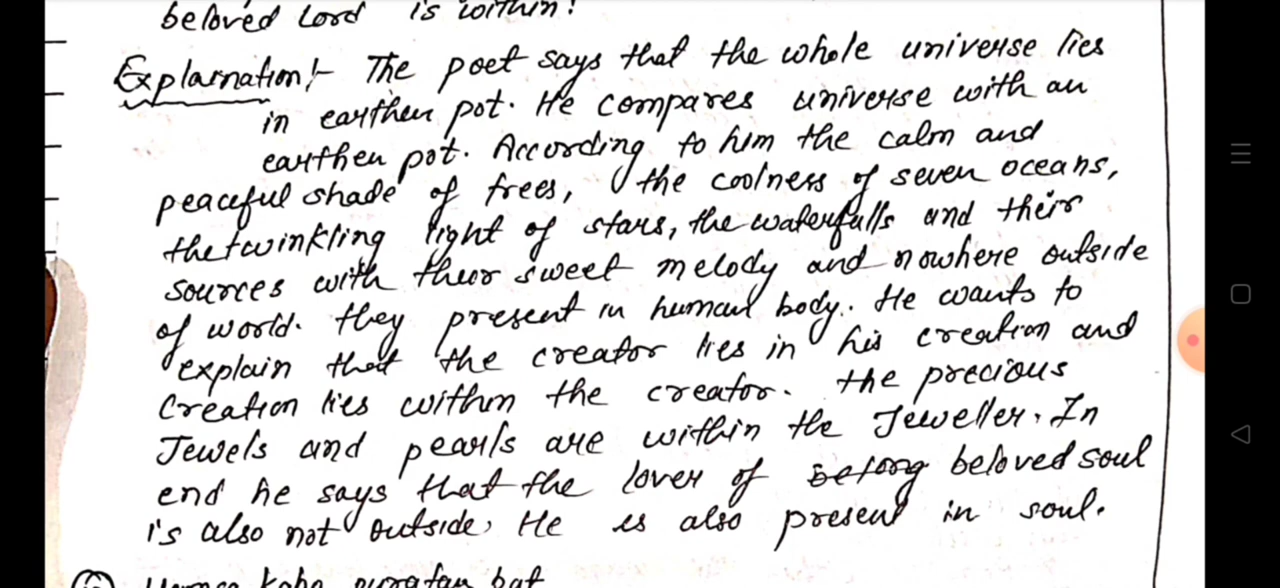 beloved Lord is within!
Explarnation!- The poet says that the whole universe lies
in earthen pot. He compares universe with an
earthen pot. According to him the calm and
peaceful shade of trees, the coolness of seven oceans,
the twinkling light of stars, the waterfalls and their
sources with their sweet melody and nowhere outside
of world. they present in human body. He wants to
explain that the creator lies in his creation and
Creation lies within the creator. the precious
Jewels and pearls are within the Jeweller. In
end he says that the lover of belong beloved soul
is also not outside, He is also present in soul.